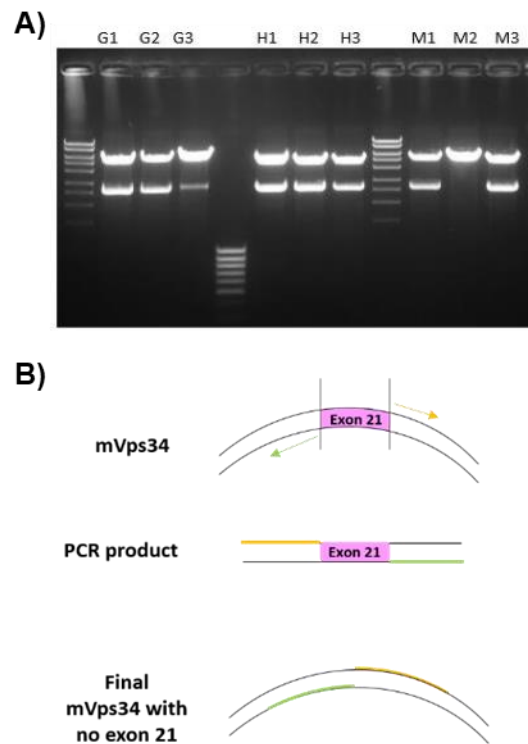 A)
G1 G2 G3 H1 H2 H3 M1 M2 M3
B)
Exon 21
mVps34
PCR product
Exon 21
Final
mVps34 with
no exon 21